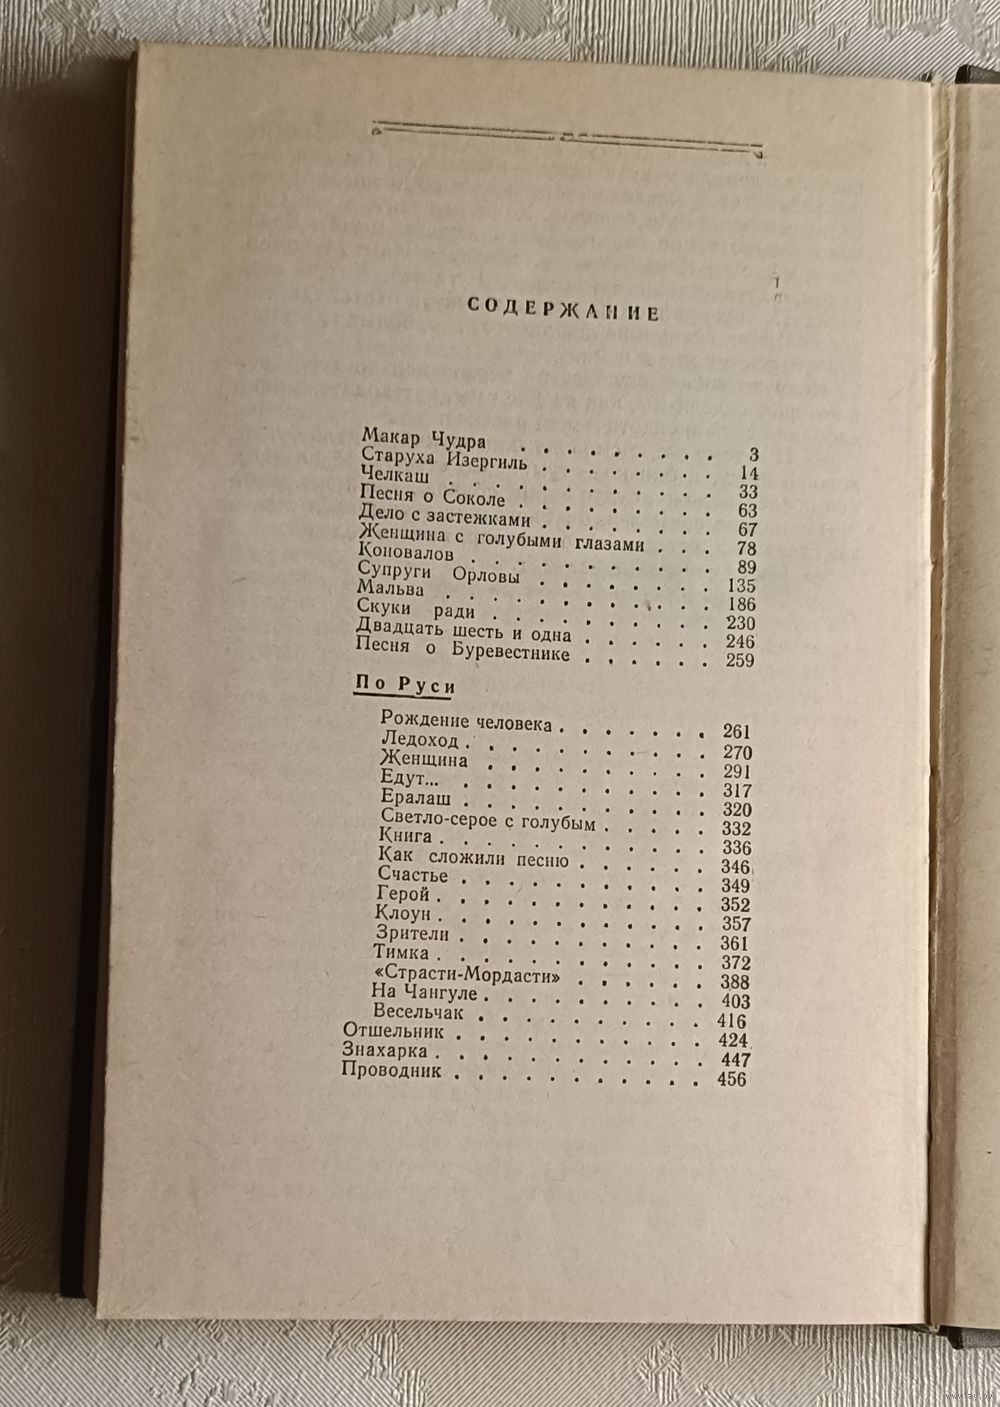 СОДЕРЖАНИЕ
Макар Чудра . . . . . . . . . 3
Старуха Изергиль . . . . . . . . 14
Челкаш . . . . . . . . . . . 33
Песня о Соколе . . . . . . . . . 63
Дело с застежками . . . . . . . . 67
Женщина с голубыми глазами . . . 78
Коновалов . . . . . . . . . . . 89
Супруги Орловы . . . . . . . . 135
Мальва . . . . . . . . . . . 186
Скуки ради . . . . . . . . . . 230
Двадцать шесть и одна . . . . . . 246
Песня о Буревестнике . . . . . . 259
По Руси
Рождение человека . . . . . . . 261
Ледоход . . . . . . . . . . . 270
Женщина . . . . . . . . . . 291
Едут... . . . . . . . . . . . 317
Ералаш . . . . . . . . . . . 320
Светло-серое с голубым . . . . . 332
Книга . . . . . . . . . . . . 336
Как сложили песню . . . . . . 346
Счастье . . . . . . . . . . . 349
Герой . . . . . . . . . . . . 352
Клоун . . . . . . . . . . . . 357
Зрители . . . . . . . . . . . 361
Тимка . . . . . . . . . . . . 372
«Страсти-Мордасти» . . . . . . 388
На Чангуле . . . . . . . . . . 403
Весельчак . . . . . . . . . . 416
Отшельник . . . . . . . . . . . 424
Знахарка . . . . . . . . . . . . 447
Проводник . . . . . . . . . . . 456